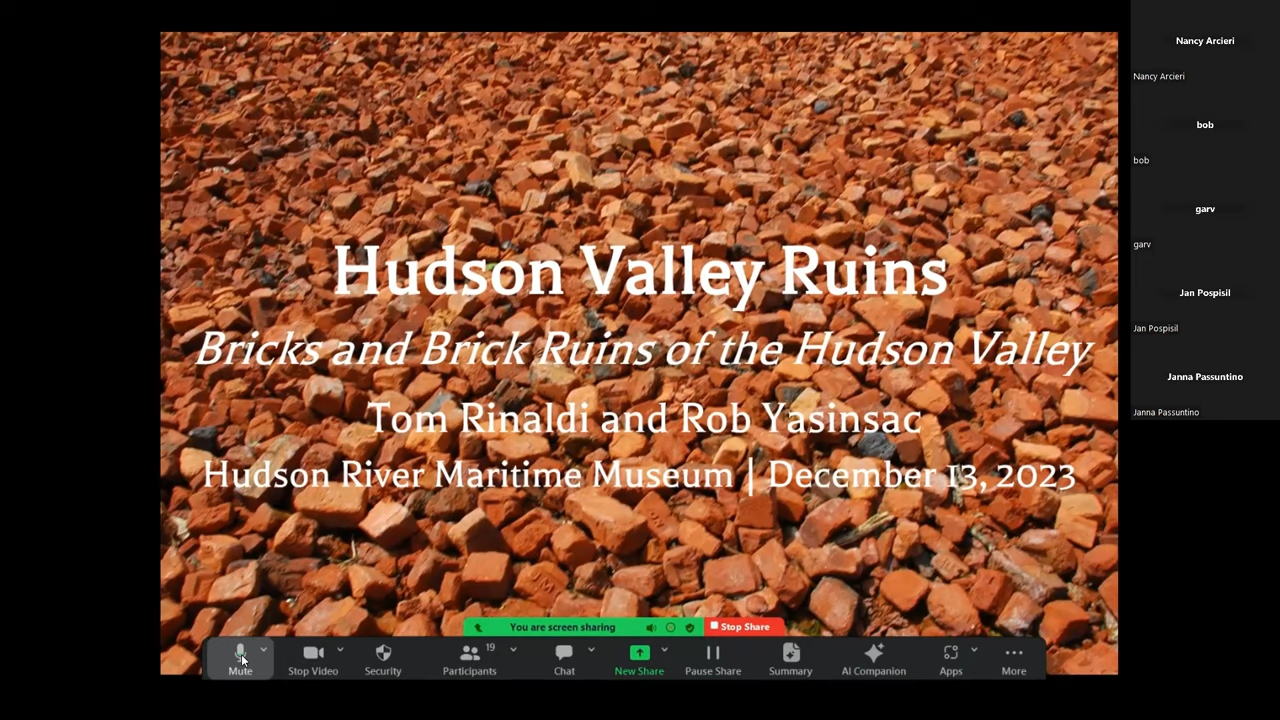 Hudson Valley Ruins
Bricks and Brick Ruins of the Hudson Valley
Tom Rinaldi and Rob Yasinsac
Hudson River Maritime Museum | December 13, 2023
You are screen sharing
Stop Share
Mute
Stop Video
Security
Participants 19
Chat
New Share
Pause Share
Summary
AI Companion
Apps
More
Nancy Arcieri
Nancy Arcieri
bob
bob
garv
garv
Jan Pospisil
Jan Pospisil
Janna Passuntino
Janna Passuntino